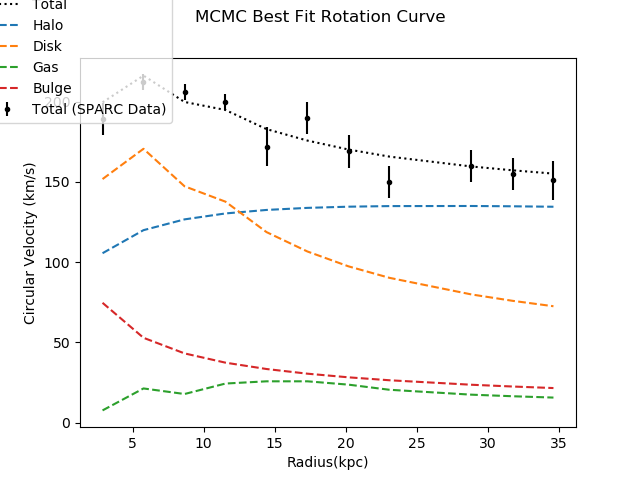 MCMC Best Fit Rotation Curve
Total
Halo
Disk
Gas
Bulge
Total (SPARC Data)
200
150
100
50
0
Circular Velocity (km/s)
5 10 15 20 25 30 35
Radius(kpc)